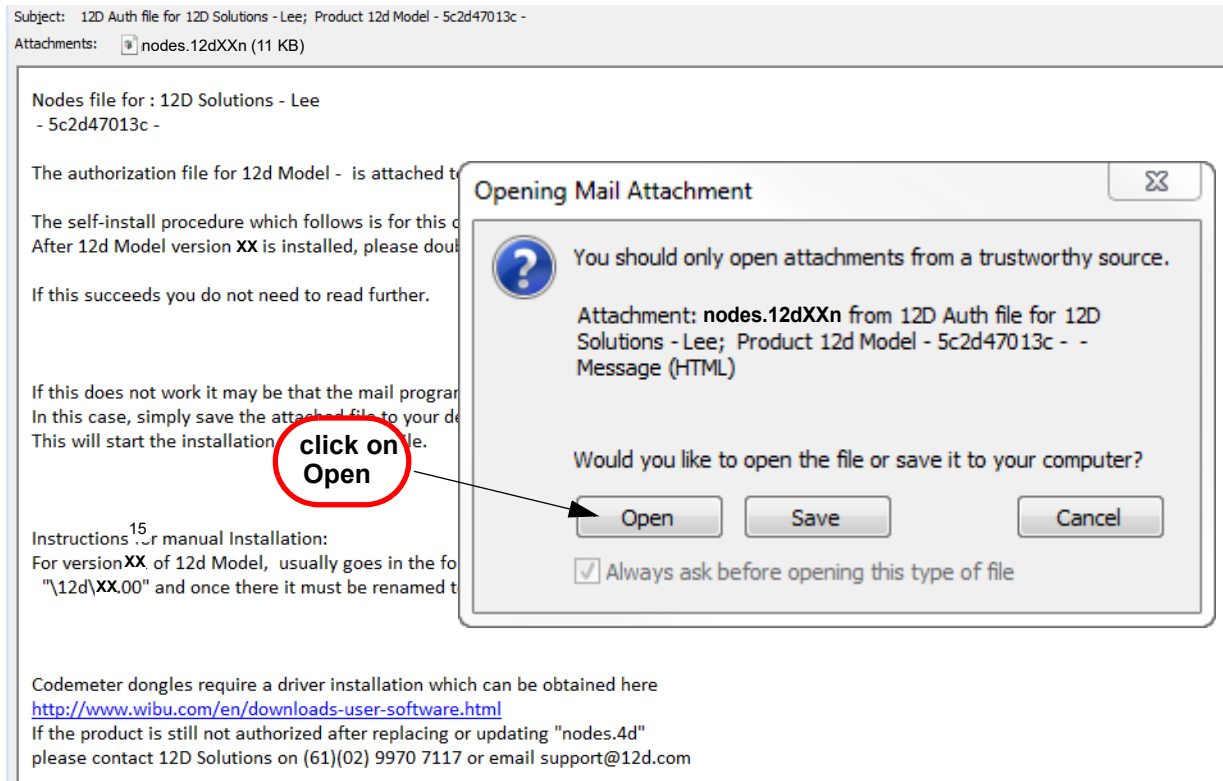 Subject: 12D Auth file for 12D Solutions - Lee; Product 12d Model - 5c2d47013c -
Attachments: nodes.12dXXn (11 KB)
Nodes file for : 12D Solutions - Lee
- 5c2d47013c -
The authorization file for 12d Model - is attached
The self-install procedure which follows is for this
After 12d Model version XX is installed, please
If this succeeds you do not need to read further.
If this does not work it may be that the mail
In this case, simply save the attached file to your
This will start the installation
click on
Open
Instructions 15 manual Installation:
For version XX of 12d Model, usually goes in the
"\12d\XX.00" and once there it must be renamed
Opening Mail Attachment
You should only open attachments from a trustworthy source.
Attachment: nodes.12dXXn from 12D Auth file for 12D
Solutions - Lee; Product 12d Model - 5c2d47013c - -
Message (HTML)
Would you like to open the file or save it to your computer?
Open Save Cancel
Always ask before opening this type of file
Codemeter dongles require a driver installation which can be obtained here
http://www.wibu.com/en/downloads-user-software.html
If the product is still not authorized after replacing or updating "nodes.4d"
please contact 12D Solutions on (61)(02) 9970 7117 or email support@12d.com